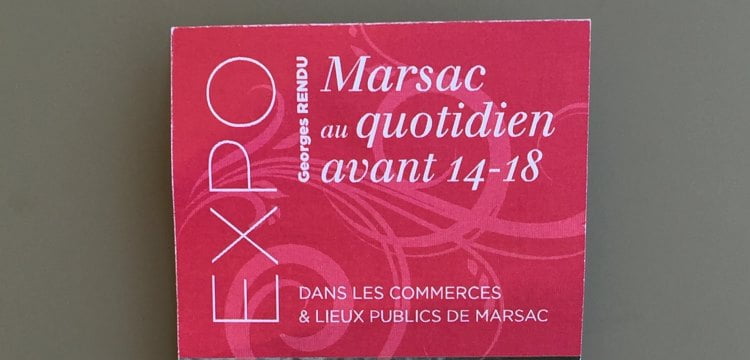 EXPO
Georges RENDU
Marsac
au quotidien
avant 14-18
DANS LES COMMERCES
& LIEUX PUBLICS DE MARSAC